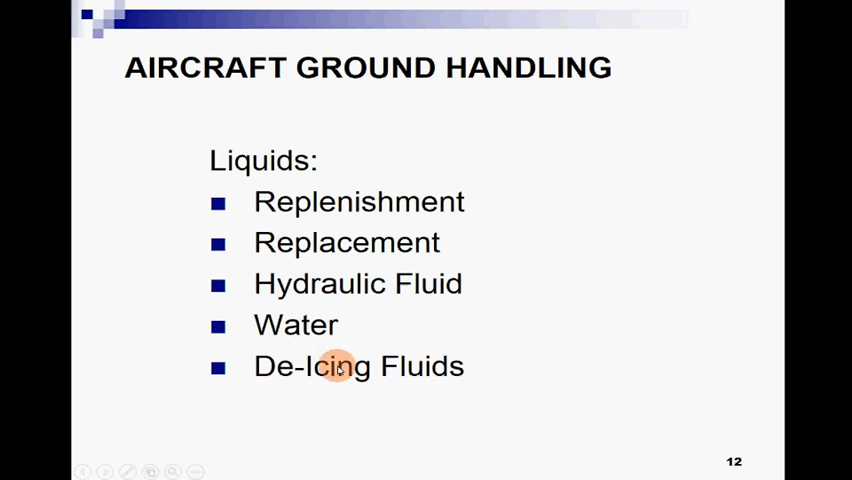 AIRCRAFT GROUND HANDLING
Liquids:
Replenishment
Replacement
Hydraulic Fluid
Water
De-Icing Fluids
12